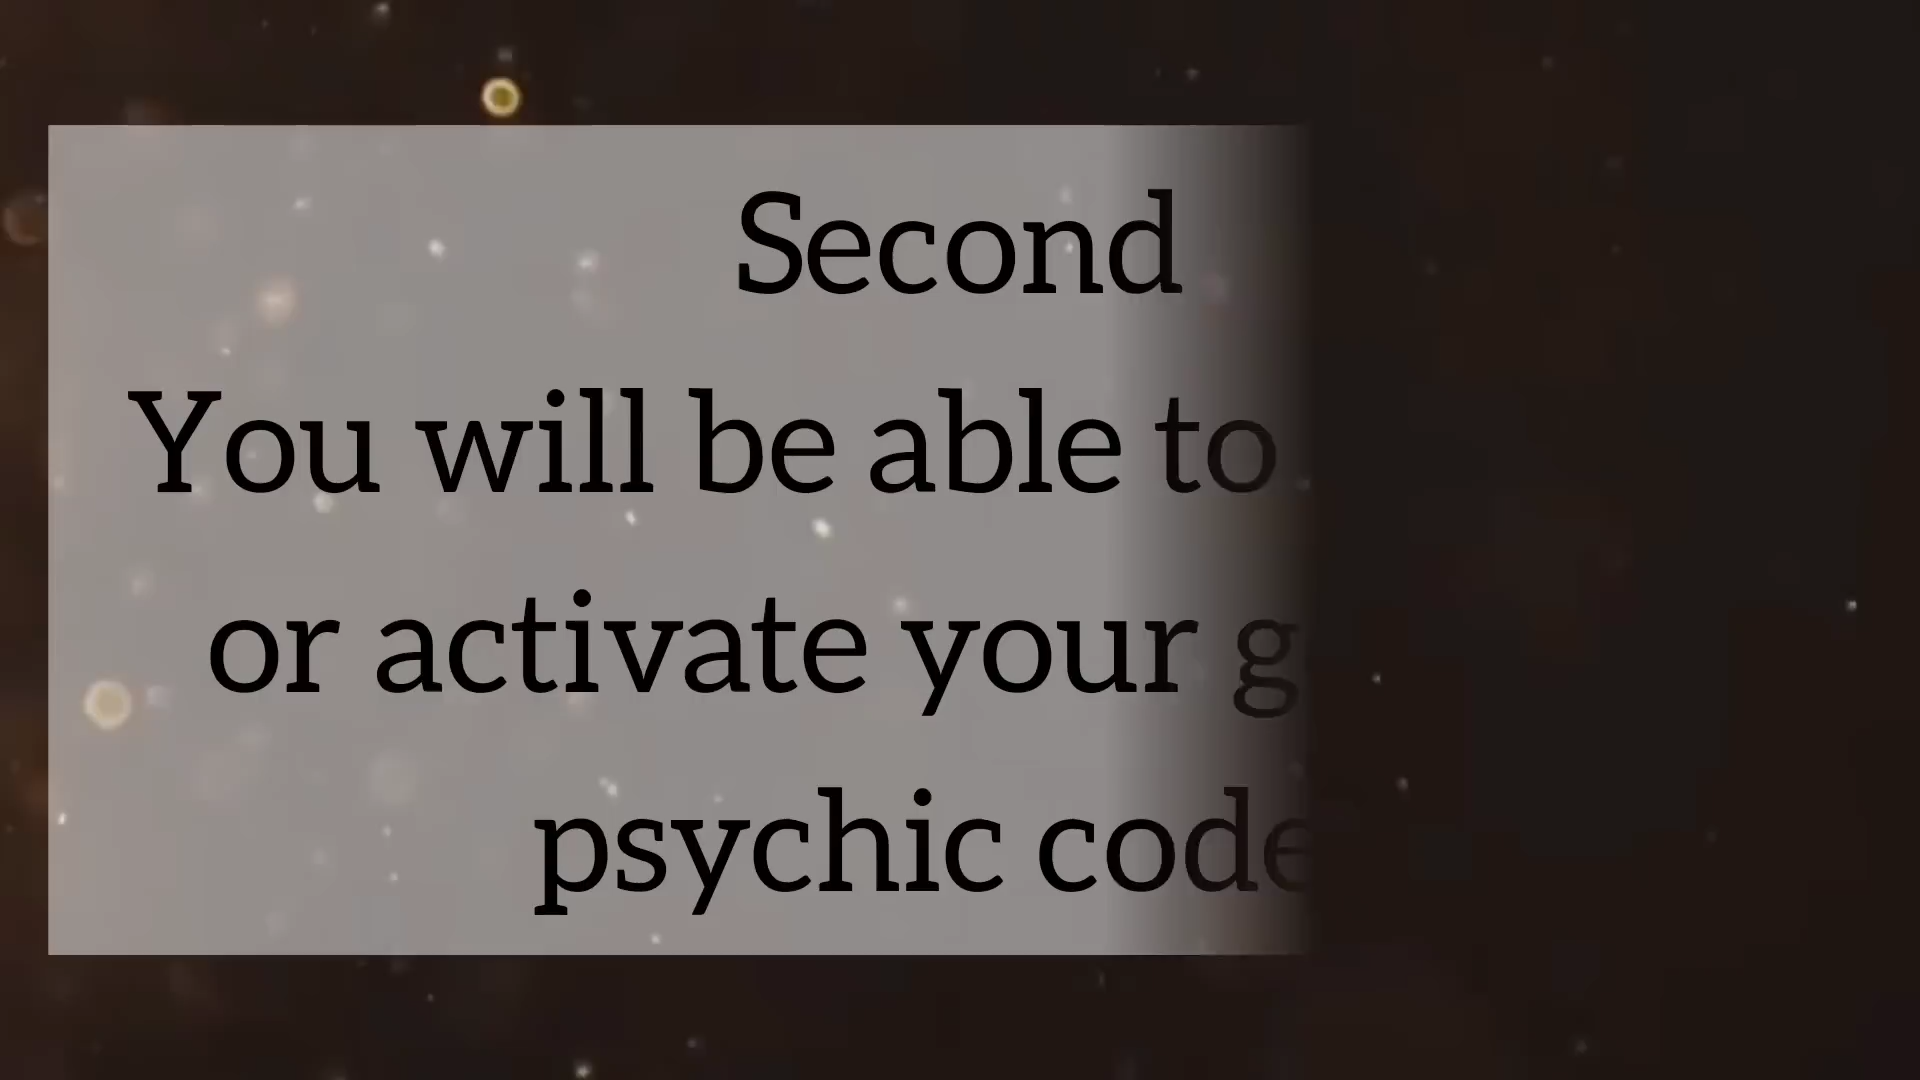 Second
You will be able to
or activate your g
psychic code